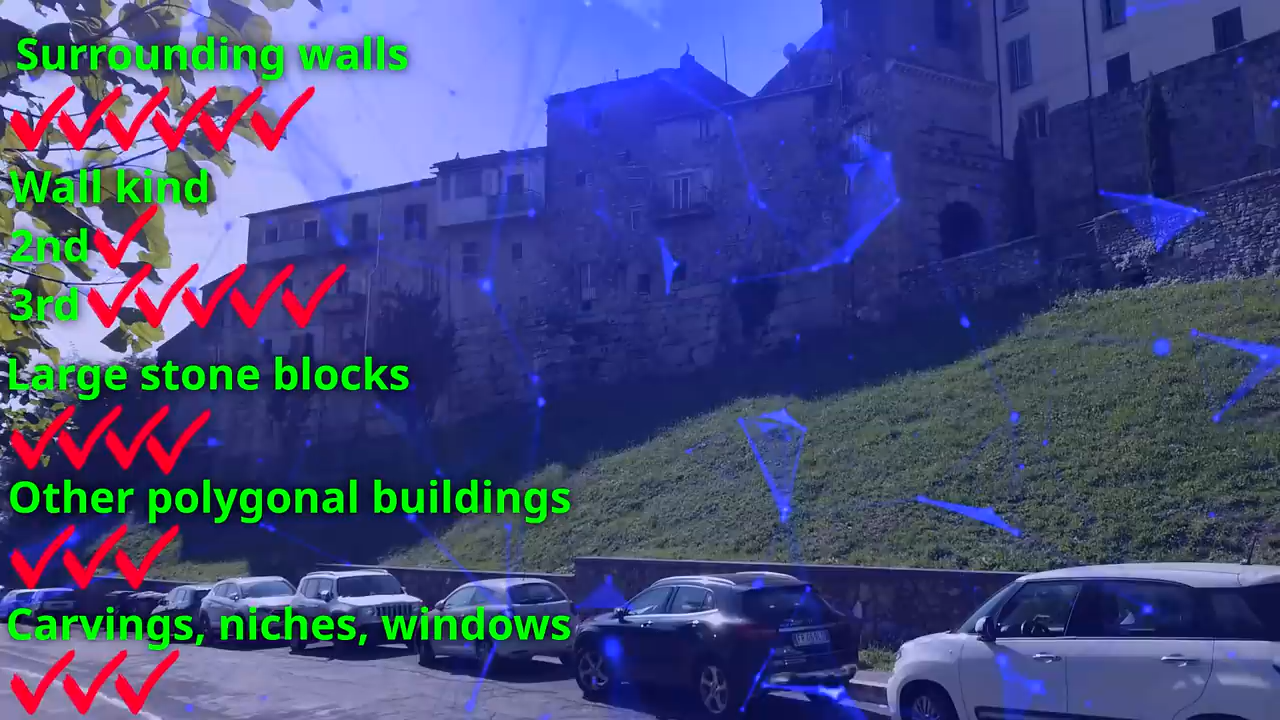 Surrounding walls
Wall kind
2nd
3rd
Large stone blocks
Other polygonal buildings
Carvings, niches, windows